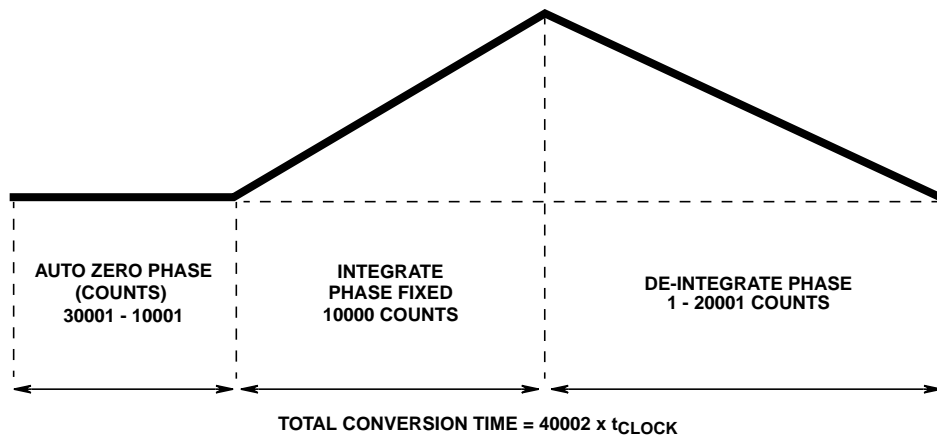 AUTO ZERO PHASE
(COUNTS)
30001 - 10001
INTEGRATE
PHASE FIXED
10000 COUNTS
DE-INTEGRATE PHASE
1 - 20001 COUNTS
TOTAL CONVERSION TIME = 40002 x tCLOCK